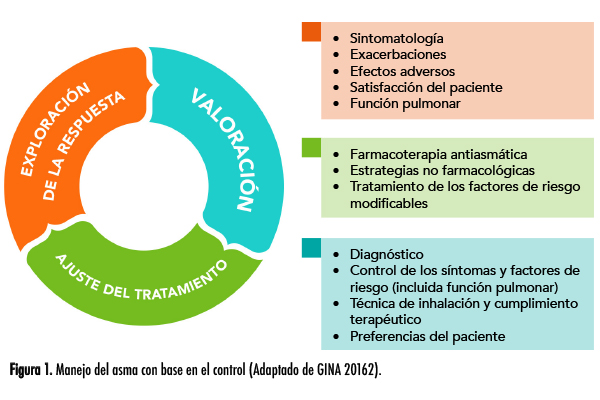 EXPLORACIÓN
DE LA RESPUESTA
VALORACIÓN
AJUSTE DEL TRATAMIENTO
• Sintomatología
• Exacerbaciones
• Efectos adversos
• Satisfacción del paciente
• Función pulmonar
• Farmacoterapia antiasmática
• Estrategias no farmacológicas
• Tratamiento de los factores de riesgo
modificables
• Diagnóstico
• Control de los síntomas y factores de
riesgo (incluida función pulmonar)
• Técnica de inhalación y cumplimiento
terapéutico
• Preferencias del paciente
Figura 1. Manejo del asma con base en el control (Adaptado de GINA 20162).